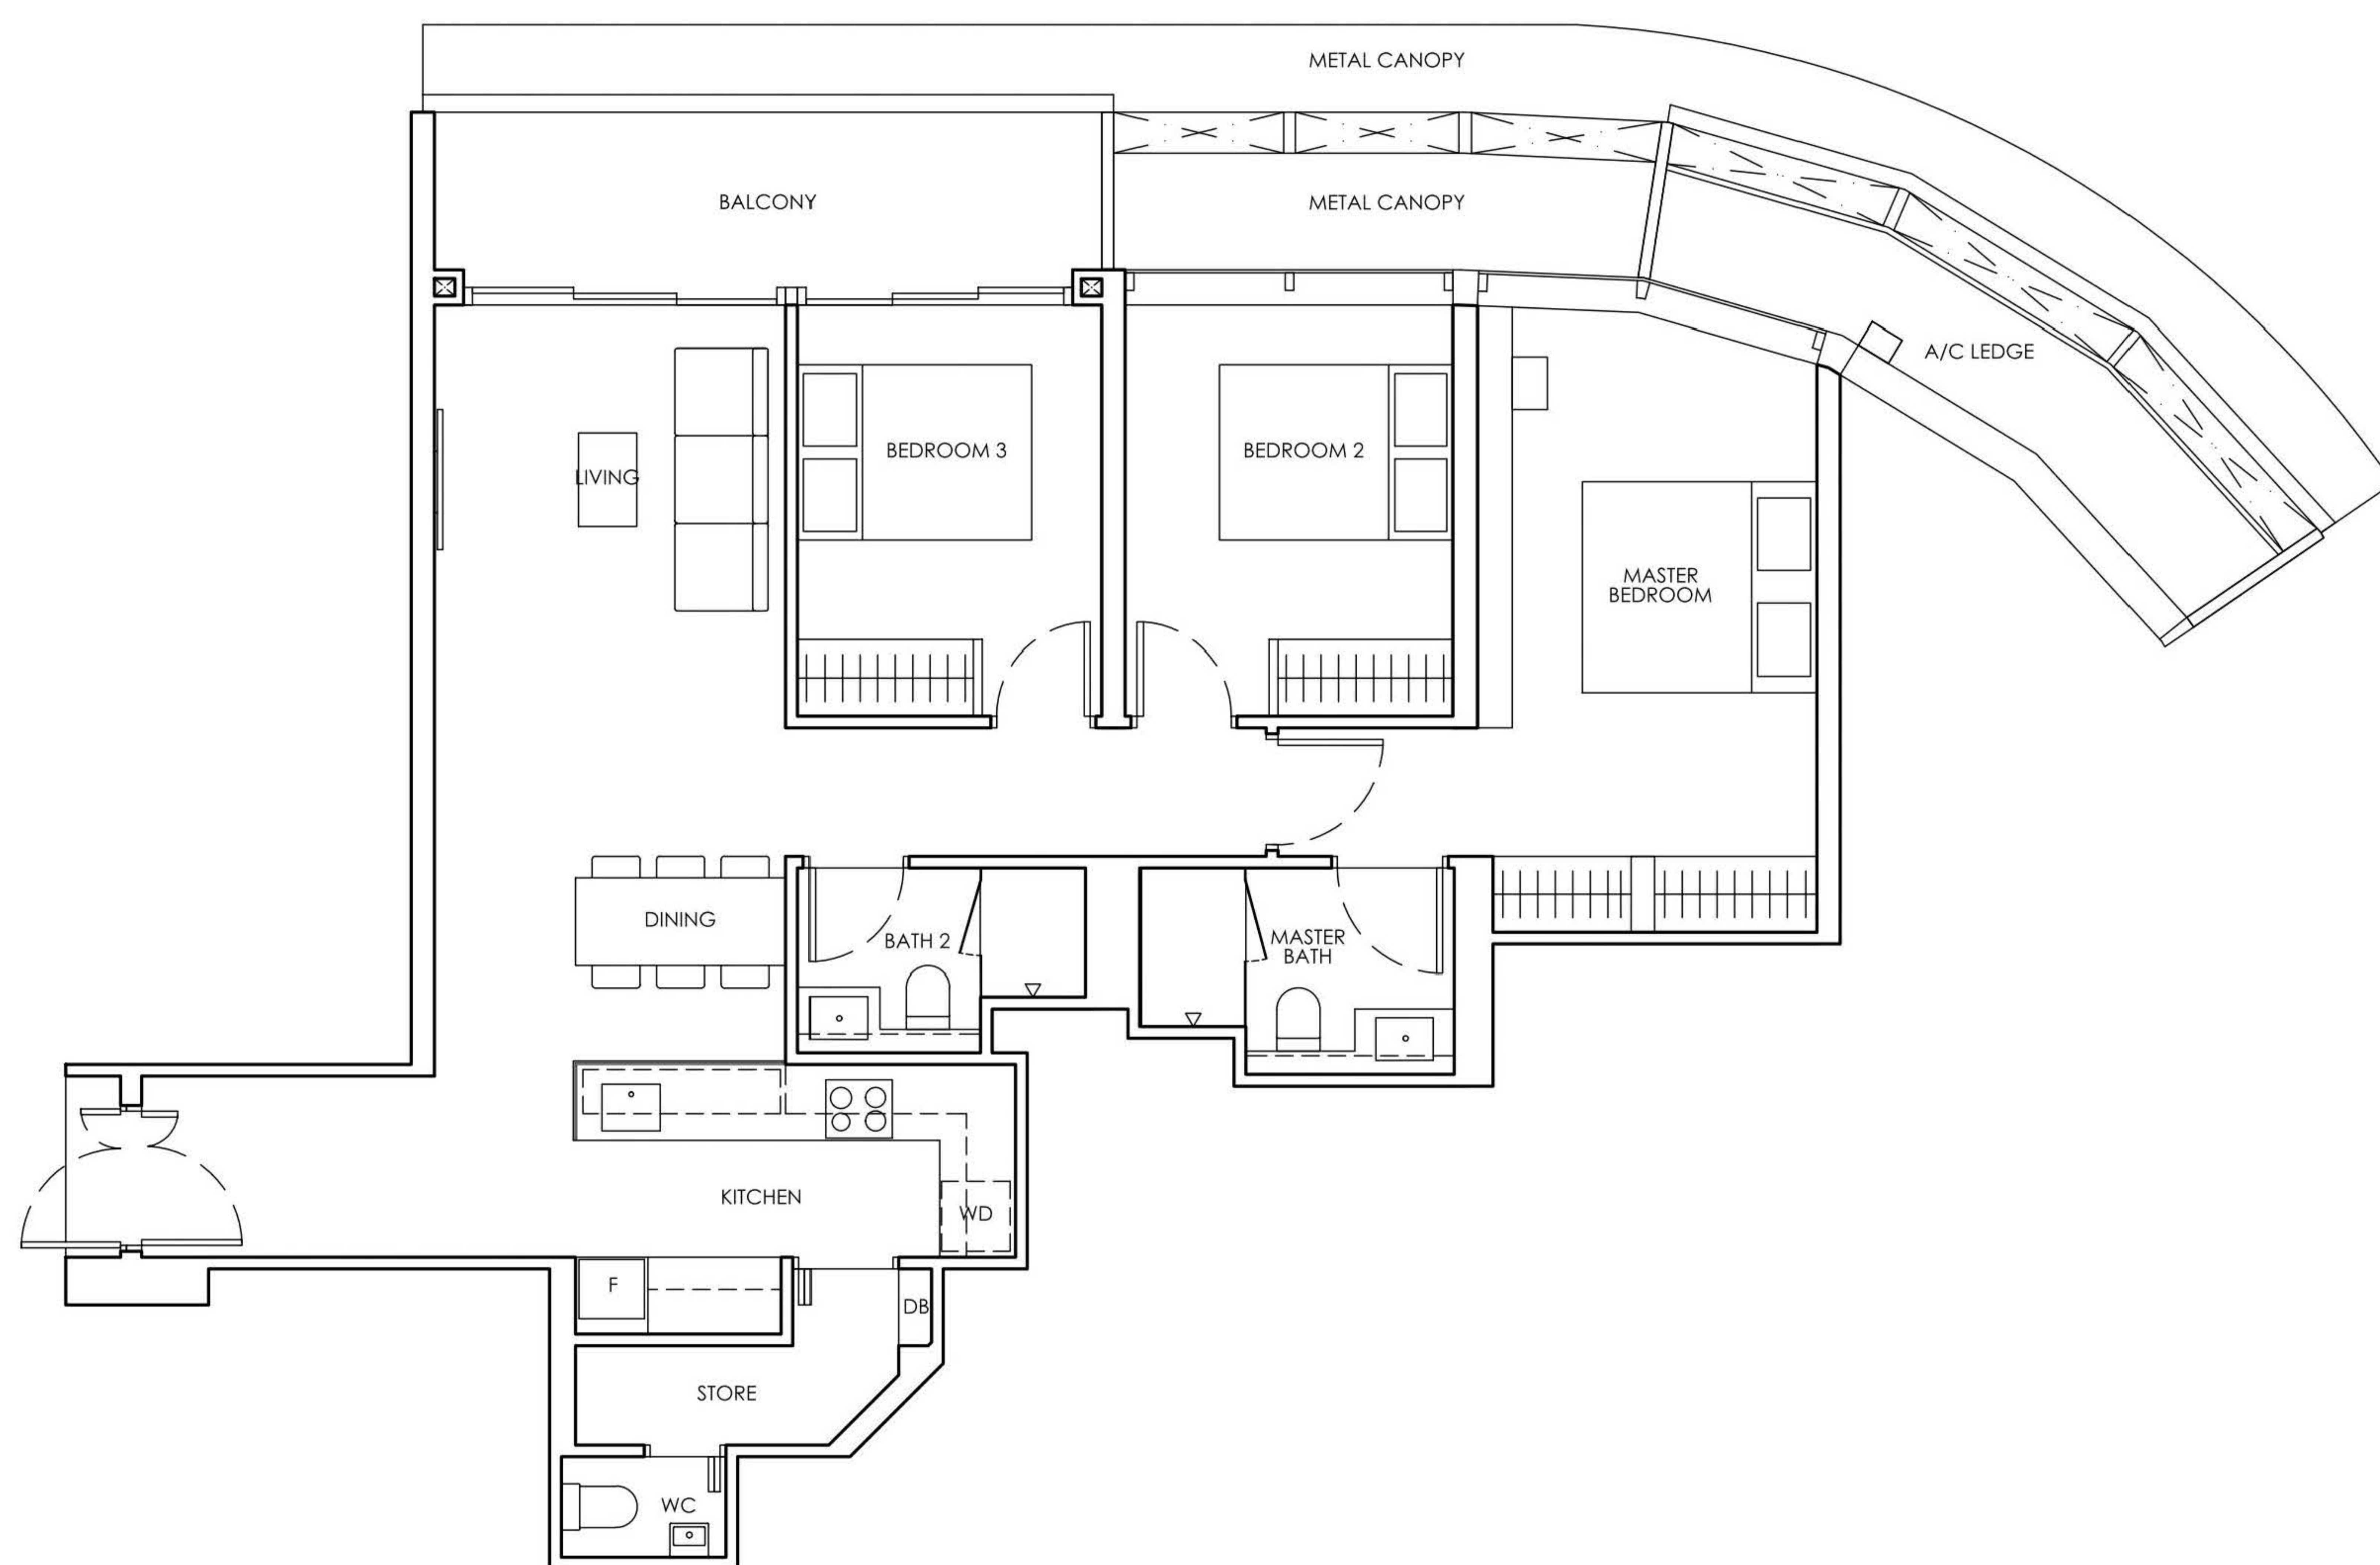 METAL CANOPY
BALCONY
METAL CANOPY
A/C LEDGE
BEDROOM 3
BEDROOM 2
LIVING
MASTER
BEDROOM
DINING
BATH 2
MASTER
BATH
KITCHEN
WD
F
DB
STORE
WC